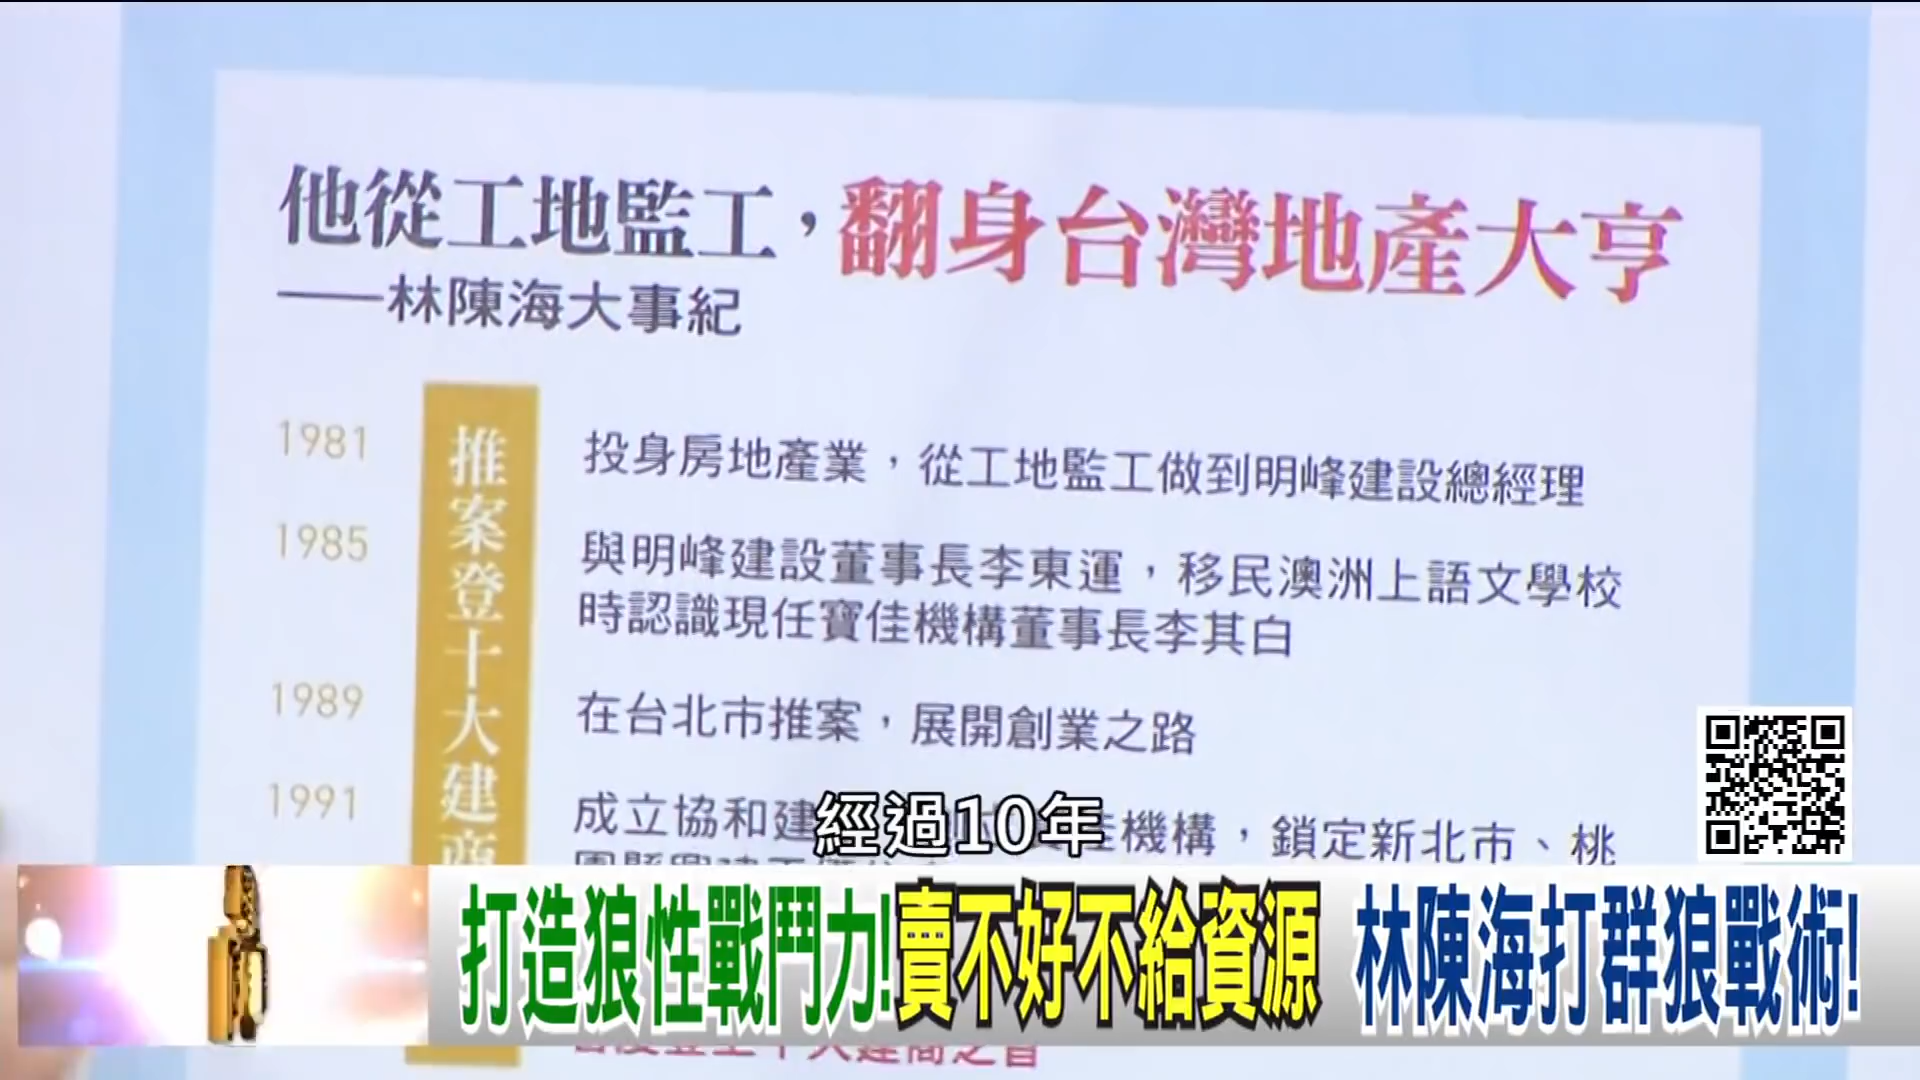 他從工地監工，翻身台灣地產大亨
——林陳海大事紀
推案登十大建商
1981
投身房地產業，從工地監工做到明峰建設總經理
1985
與明峰建設董事長李東運，移民澳洲上語文學校
時認識現任寶佳機構董事長李其白
1989
在台北市推案，展開創業之路
1991
成立協和建 佳機構，鎖定新北市、桃
經過10年
打造狼性戰鬥力!賣不好不給資源 林陳海打群狼戰術!